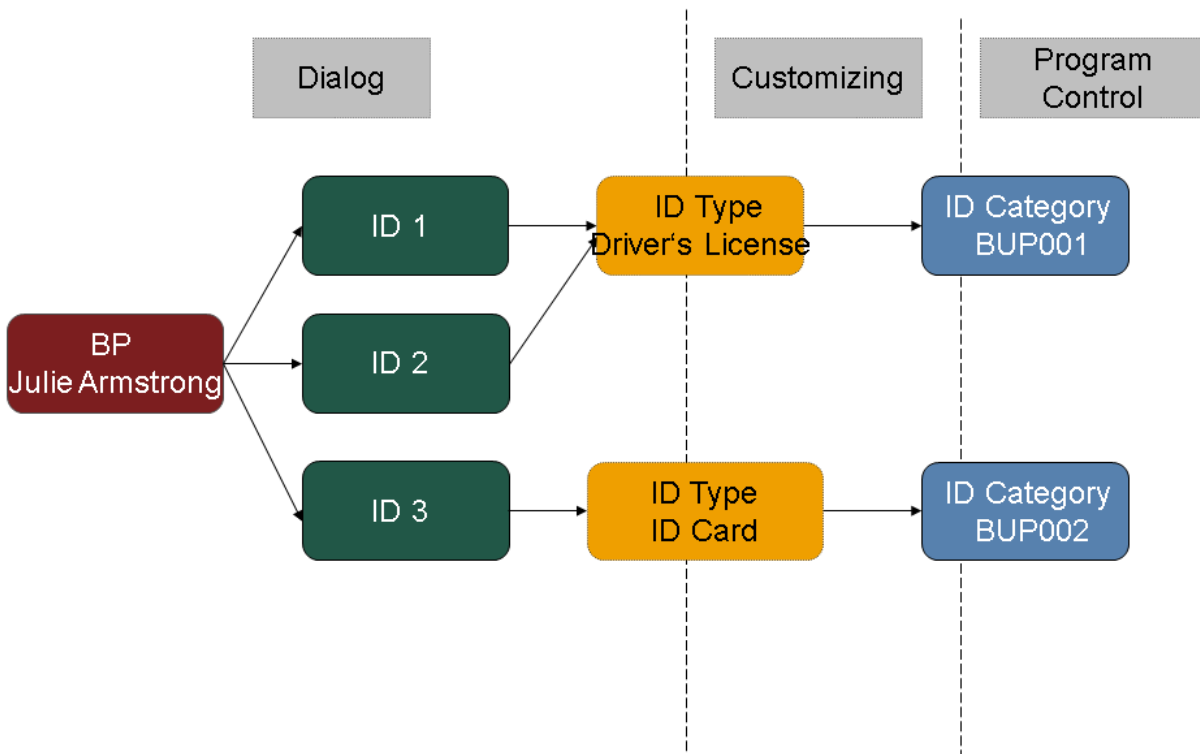 Dialog
Customizing
Program
Control
ID 1
ID Type
Driver‘s License
ID Category
BUP001
BP
Julie Armstrong
ID 2
ID 3
ID Type
ID Card
ID Category
BUP002